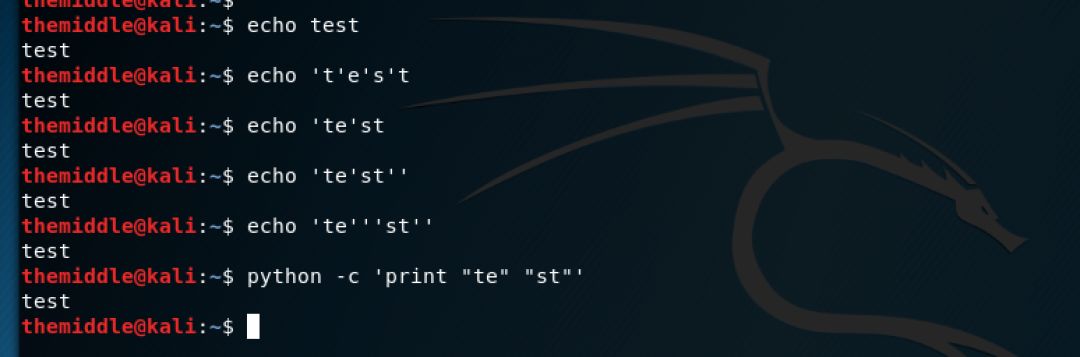 themiddle@kali:~$
themiddle@kali:~$ echo test
test
themiddle@kali:~$ echo 't'e's't
test
themiddle@kali:~$ echo 'te'st
test
themiddle@kali:~$ echo 'te'st''
test
themiddle@kali:~$ echo 'te'''st''
test
themiddle@kali:~$ python -c 'print "te" "st"'
test
themiddle@kali:~$